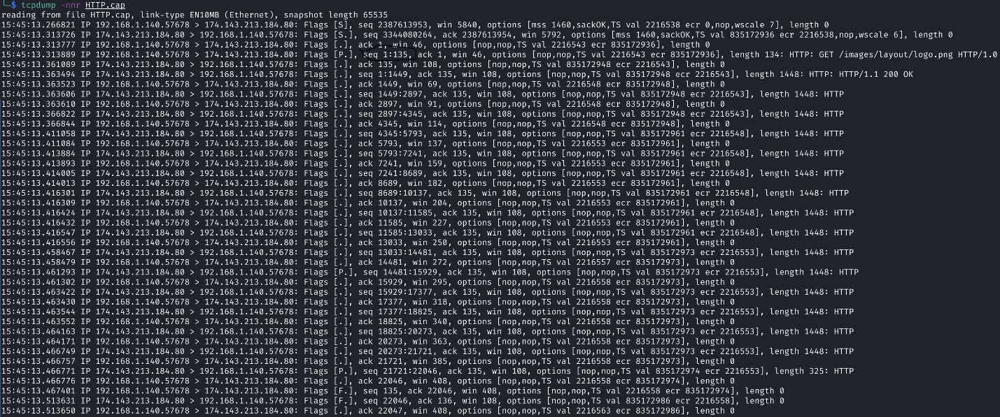 └─$ tcpdump -nnr HTTP.cap
reading from file HTTP.cap, link-type EN10MB (Ethernet), snapshot length 65535
15:45:13.266821 IP 192.168.1.140.57678 > 174.143.213.184.80: Flags [S], seq 2387613953, win 5840, options [mss 1460,sackOK,TS val 2216538 ecr 0,nop,wscale 7], length 0
15:45:13.313726 IP 174.143.213.184.80 > 192.168.1.140.57678: Flags [S.], seq 3344080264, ack 2387613954, win 5792, options [mss 1460,sackOK,TS val 835172936 ecr 2216538,nop,wscale 6], length 0
15:45:13.313777 IP 192.168.1.140.57678 > 174.143.213.184.80: Flags [.], ack 1, win 46, options [nop,nop,TS val 2216543 ecr 835172936], length 0
15:45:13.313889 IP 192.168.1.140.57678 > 174.143.213.184.80: Flags [P.], seq 1:135, ack 1, win 46, options [nop,nop,TS val 2216543 ecr 835172936], length 134: HTTP: GET /images/layout/logo.png HTTP/1.0
15:45:13.361089 IP 174.143.213.184.80 > 192.168.1.140.57678: Flags [.], ack 135, win 108, options [nop,nop,TS val 835172948 ecr 2216543], length 0
15:45:13.363494 IP 174.143.213.184.80 > 192.168.1.140.57678: Flags [.], seq 1:1449, ack 135, win 108, options [nop,nop,TS val 835172948 ecr 2216543], length 1448: HTTP: HTTP/1.1 200 OK
15:45:13.363523 IP 192.168.1.140.57678 > 174.143.213.184.80: Flags [.], ack 1449, win 69, options [nop,nop,TS val 2216548 ecr 835172948], length 0
15:45:13.363606 IP 174.143.213.184.80 > 192.168.1.140.57678: Flags [.], seq 1449:2897, ack 135, win 108, options [nop,nop,TS val 835172948 ecr 2216543], length 1448: HTTP
15:45:13.363610 IP 192.168.1.140.57678 > 174.143.213.184.80: Flags [.], ack 2897, win 91, options [nop,nop,TS val 2216548 ecr 835172948], length 0
15:45:13.366822 IP 174.143.213.184.80 > 192.168.1.140.57678: Flags [.], seq 2897:4345, ack 135, win 108, options [nop,nop,TS val 835172948 ecr 2216543], length 1448: HTTP
15:45:13.366844 IP 192.168.1.140.57678 > 174.143.213.184.80: Flags [.], ack 4345, win 114, options [nop,nop,TS val 2216548 ecr 835172948], length 0
15:45:13.411058 IP 174.143.213.184.80 > 192.168.1.140.57678: Flags [.], seq 4345:5793, ack 135, win 108, options [nop,nop,TS val 835172961 ecr 2216548], length 1448: HTTP
15:45:13.411084 IP 192.168.1.140.57678 > 174.143.213.184.80: Flags [.], ack 5793, win 137, options [nop,nop,TS val 2216553 ecr 835172961], length 0
15:45:13.413884 IP 174.143.213.184.80 > 192.168.1.140.57678: Flags [.], seq 5793:7241, ack 135, win 108, options [nop,nop,TS val 835172961 ecr 2216548], length 1448: HTTP
15:45:13.413893 IP 192.168.1.140.57678 > 174.143.213.184.80: Flags [.], ack 7241, win 159, options [nop,nop,TS val 2216553 ecr 835172961], length 0
15:45:13.414005 IP 174.143.213.184.80 > 192.168.1.140.57678: Flags [.], seq 7241:8689, ack 135, win 108, options [nop,nop,TS val 835172961 ecr 2216548], length 1448: HTTP
15:45:13.414013 IP 192.168.1.140.57678 > 174.143.213.184.80: Flags [.], ack 8689, win 182, options [nop,nop,TS val 2216553 ecr 835172961], length 0
15:45:13.416301 IP 174.143.213.184.80 > 192.168.1.140.57678: Flags [.], seq 8689:10137, ack 135, win 108, options [nop,nop,TS val 835172961 ecr 2216548], length 1448: HTTP
15:45:13.416309 IP 192.168.1.140.57678 > 174.143.213.184.80: Flags [.], ack 10137, win 204, options [nop,nop,TS val 2216553 ecr 835172961], length 0
15:45:13.416424 IP 174.143.213.184.80 > 192.168.1.140.57678: Flags [.], seq 10137:11585, ack 135, win 108, options [nop,nop,TS val 835172961 ecr 2216548], length 1448: HTTP
15:45:13.416432 IP 192.168.1.140.57678 > 174.143.213.184.80: Flags [.], ack 11585, win 227, options [nop,nop,TS val 2216553 ecr 835172961], length 0
15:45:13.416547 IP 174.143.213.184.80 > 192.168.1.140.57678: Flags [.], seq 11585:13033, ack 135, win 108, options [nop,nop,TS val 835172961 ecr 2216548], length 1448: HTTP
15:45:13.416556 IP 192.168.1.140.57678 > 174.143.213.184.80: Flags [.], ack 13033, win 250, options [nop,nop,TS val 2216553 ecr 835172961], length 0
15:45:13.458467 IP 174.143.213.184.80 > 192.168.1.140.57678: Flags [.], seq 13033:14481, ack 135, win 108, options [nop,nop,TS val 835172973 ecr 2216553], length 1448: HTTP
15:45:13.458479 IP 192.168.1.140.57678 > 174.143.213.184.80: Flags [.], ack 14481, win 272, options [nop,nop,TS val 2216557 ecr 835172973], length 0
15:45:13.461293 IP 174.143.213.184.80 > 192.168.1.140.57678: Flags [P.], seq 14481:15929, ack 135, win 108, options [nop,nop,TS val 835172973 ecr 2216553], length 1448: HTTP
15:45:13.461302 IP 192.168.1.140.57678 > 174.143.213.184.80: Flags [.], ack 15929, win 295, options [nop,nop,TS val 2216558 ecr 835172973], length 0
15:45:13.463422 IP 174.143.213.184.80 > 192.168.1.140.57678: Flags [.], seq 15929:17377, ack 135, win 108, options [nop,nop,TS val 835172973 ecr 2216553], length 1448: HTTP
15:45:13.463430 IP 192.168.1.140.57678 > 174.143.213.184.80: Flags [.], ack 17377, win 318, options [nop,nop,TS val 2216558 ecr 835172973], length 0
15:45:13.463544 IP 174.143.213.184.80 > 192.168.1.140.57678: Flags [.], seq 17377:18825, ack 135, win 108, options [nop,nop,TS val 835172973 ecr 2216553], length 1448: HTTP
15:45:13.463552 IP 192.168.1.140.57678 > 174.143.213.184.80: Flags [.], ack 18825, win 340, options [nop,nop,TS val 2216558 ecr 835172973], length 0
15:45:13.464163 IP 174.143.213.184.80 > 192.168.1.140.57678: Flags [.], seq 18825:20273, ack 135, win 108, options [nop,nop,TS val 835172973 ecr 2216553], length 1448: HTTP
15:45:13.464171 IP 192.168.1.140.57678 > 174.143.213.184.80: Flags [.], ack 20273, win 363, options [nop,nop,TS val 2216558 ecr 835172973], length 0
15:45:13.466749 IP 174.143.213.184.80 > 192.168.1.140.57678: Flags [.], seq 20273:21721, ack 135, win 108, options [nop,nop,TS val 835172973 ecr 2216553], length 1448: HTTP
15:45:13.466757 IP 192.168.1.140.57678 > 174.143.213.184.80: Flags [.], ack 21721, win 385, options [nop,nop,TS val 2216558 ecr 835172973], length 0
15:45:13.466771 IP 174.143.213.184.80 > 192.168.1.140.57678: Flags [P.], seq 21721:22046, ack 135, win 108, options [nop,nop,TS val 835172974 ecr 2216553], length 325: HTTP
15:45:13.466776 IP 192.168.1.140.57678 > 174.143.213.184.80: Flags [.], ack 22046, win 408, options [nop,nop,TS val 2216558 ecr 835172974], length 0
15:45:13.467401 IP 192.168.1.140.57678 > 174.143.213.184.80: Flags [F.], seq 135, ack 22046, win 408, options [nop,nop,TS val 2216558 ecr 835172974], length 0
15:45:13.513631 IP 174.143.213.184.80 > 192.168.1.140.57678: Flags [F.], seq 22046, ack 136, win 108, options [nop,nop,TS val 835172986 ecr 2216558], length 0
15:45:13.513650 IP 192.168.1.140.57678 > 174.143.213.184.80: Flags [.], ack 22047, win 408, options [nop,nop,TS val 2216563 ecr 835172986], length 0